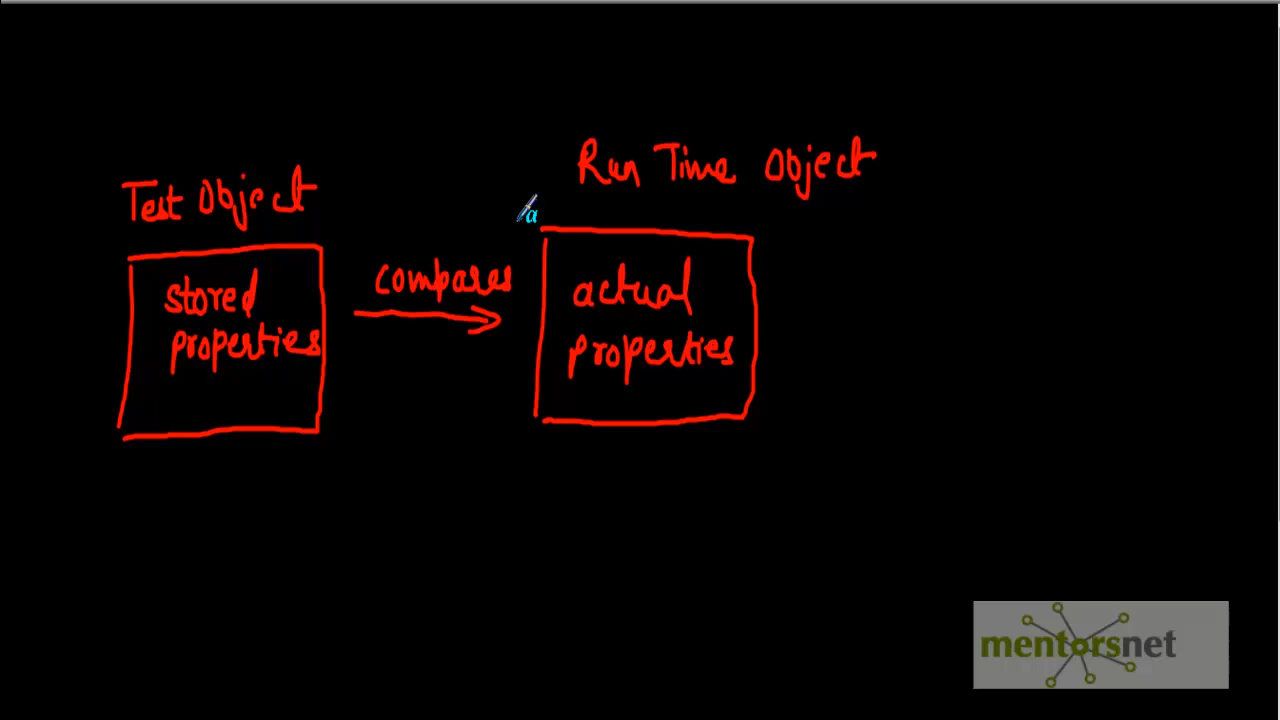 Test Object
Run Time Object
stored
properties
compares
actual
properties
a
mentorsnet